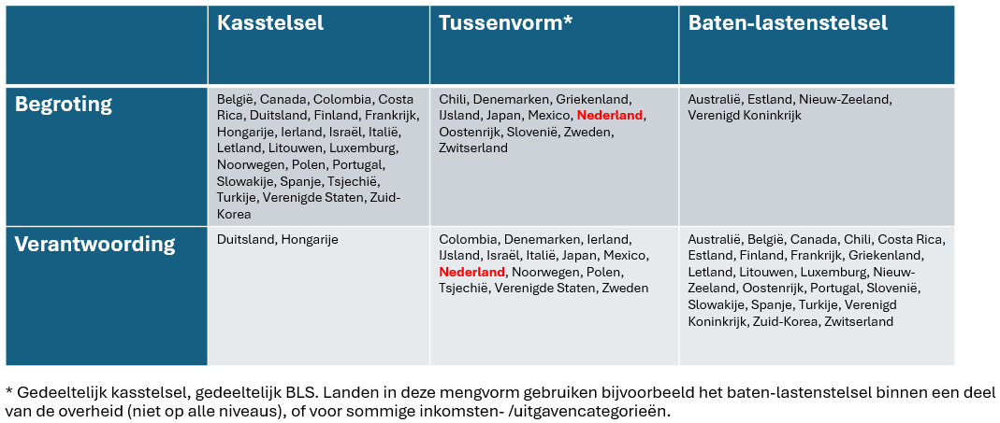 Kasstelsel
Tussenvorm*
Baten-lastenstelsel
Begroting
België, Canada, Colombia, Costa
Rica, Duitsland, Finland, Frankrijk,
Hongarije, Ierland, Israël, Italië,
Letland, Litouwen, Luxemburg,
Noorwegen, Polen, Portugal,
Slowakije, Spanje, Tsjechië,
Turkije, Verenigde Staten, Zuid-
Korea
Chili, Denemarken, Griekenland,
IJsland, Japan, Mexico, Nederland,
Oostenrijk, Slovenië, Zweden,
Zwitserland
Australië, Estland, Nieuw-Zeeland,
Verenigd Koninkrijk
Verantwoording
Duitsland, Hongarije
Colombia, Denemarken, Ierland,
IJsland, Israël, Italië, Japan, Mexico,
Nederland, Noorwegen, Polen,
Tsjechië, Verenigde Staten, Zweden
Australië, België, Canada, Chili, Costa Rica,
Estland, Finland, Frankrijk, Griekenland,
Letland, Litouwen, Luxemburg, Nieuw-
Zeeland, Oostenrijk, Portugal, Slovenië,
Slowakije, Spanje, Turkije, Verenigd
Koninkrijk, Zuid-Korea, Zwitserland
* Gedeeltelijk kasstelsel, gedeeltelijk BLS. Landen in deze mengvorm gebruiken bijvoorbeeld het baten-lastenstelsel binnen een deel
van de overheid (niet op alle niveaus), of voor sommige inkomsten- /uitgavencategorieën.